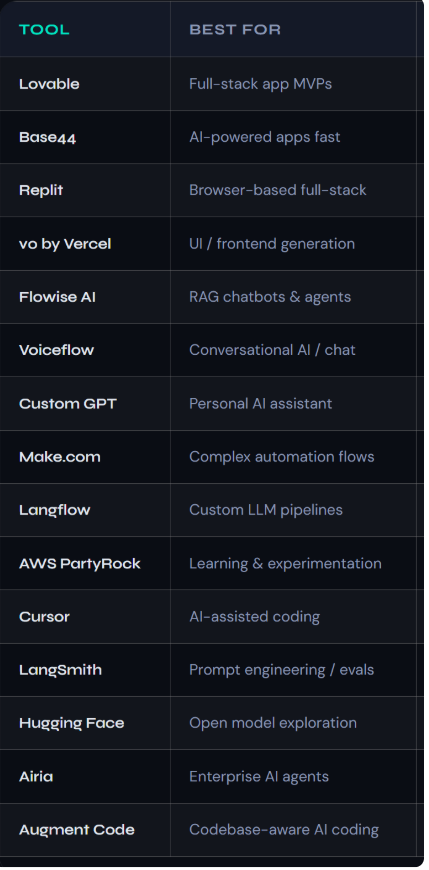 TOOL BEST FOR
Lovable Full-stack app MVPs
Base44 AI-powered apps fast
Replit Browser-based full-stack
v0 by Vercel UI / frontend generation
Flowise AI RAG chatbots & agents
Voiceflow Conversational AI / chat
Custom GPT Personal AI assistant
Make.com Complex automation flows
Langflow Custom LLM pipelines
AWS PartyRock Learning & experimentation
Cursor AI-assisted coding
LangSmith Prompt engineering / evals
Hugging Face Open model exploration
Airia Enterprise AI agents
Augment Code Codebase-aware AI coding